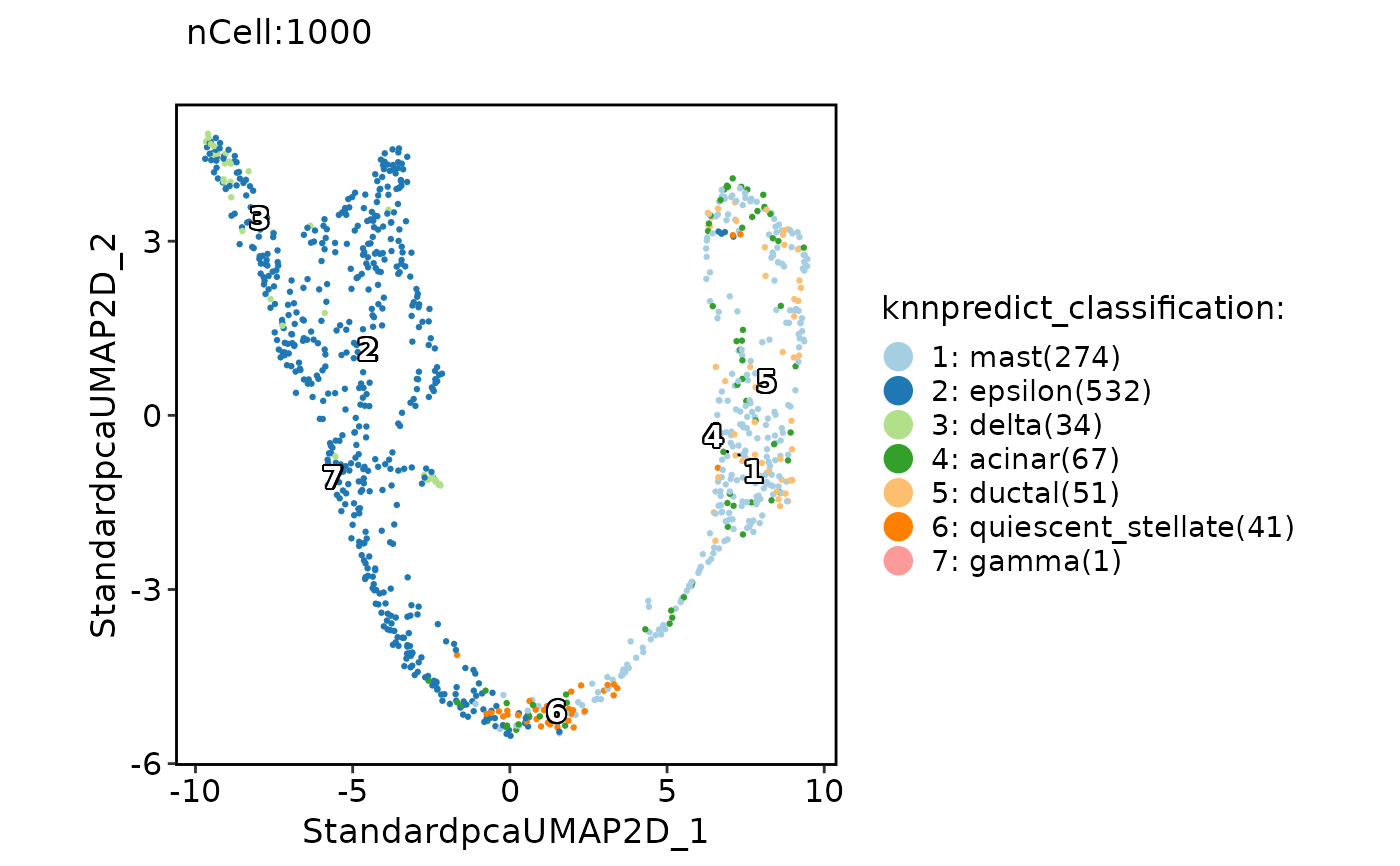 nCell:1000
StandardpcaUMAP2D_2
3
0
-3
-6
3
2
7
6
5
4
1
-10
-5
0
5
10
StandardpcaUMAP2D_1
knnpredict_classification:
1: mast(274)
2: epsilon(532)
3: delta(34)
4: acinar(67)
5: ductal(51)
6: quiescent_stellate(41)
7: gamma(1)